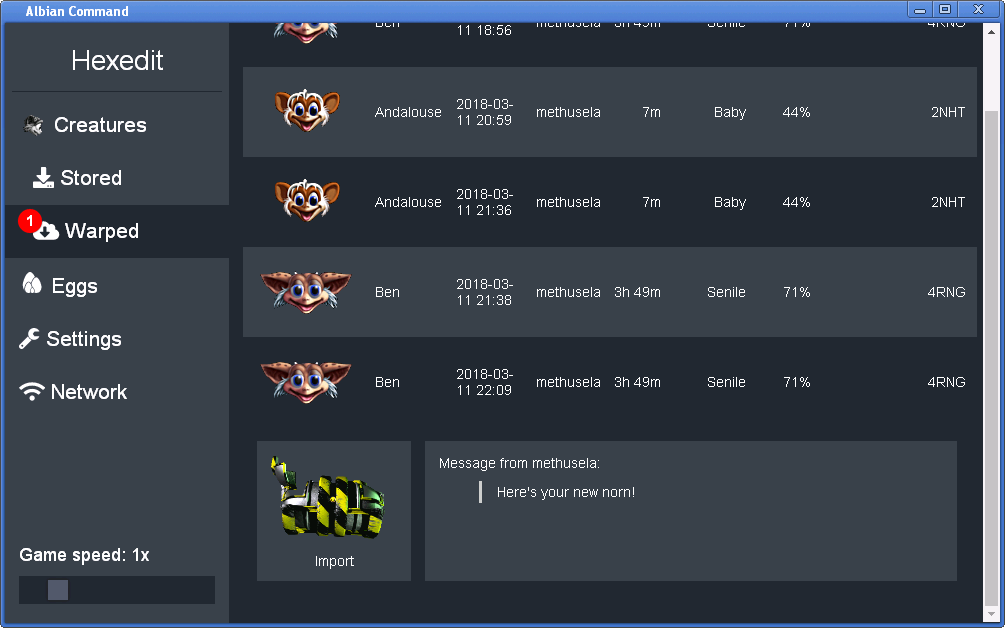 Albian Command
Hexedit
Creatures
Stored
1
Warped
Eggs
Settings
Network
Game speed: 1x
Ben 11 18:56 methusela 3h 49m Senile 71% 4RNG
Andalouse 2018-03- methusela 7m Baby 44% 2NHT
11 20:59
Andalouse 2018-03- methusela 7m Baby 44% 2NHT
11 21:36
Ben 2018-03- methusela 3h 49m Senile 71% 4RNG
11 21:38
Ben 2018-03- methusela 3h 49m Senile 71% 4RNG
11 22:09
Import
Message from methusela:
Here's your new norn!